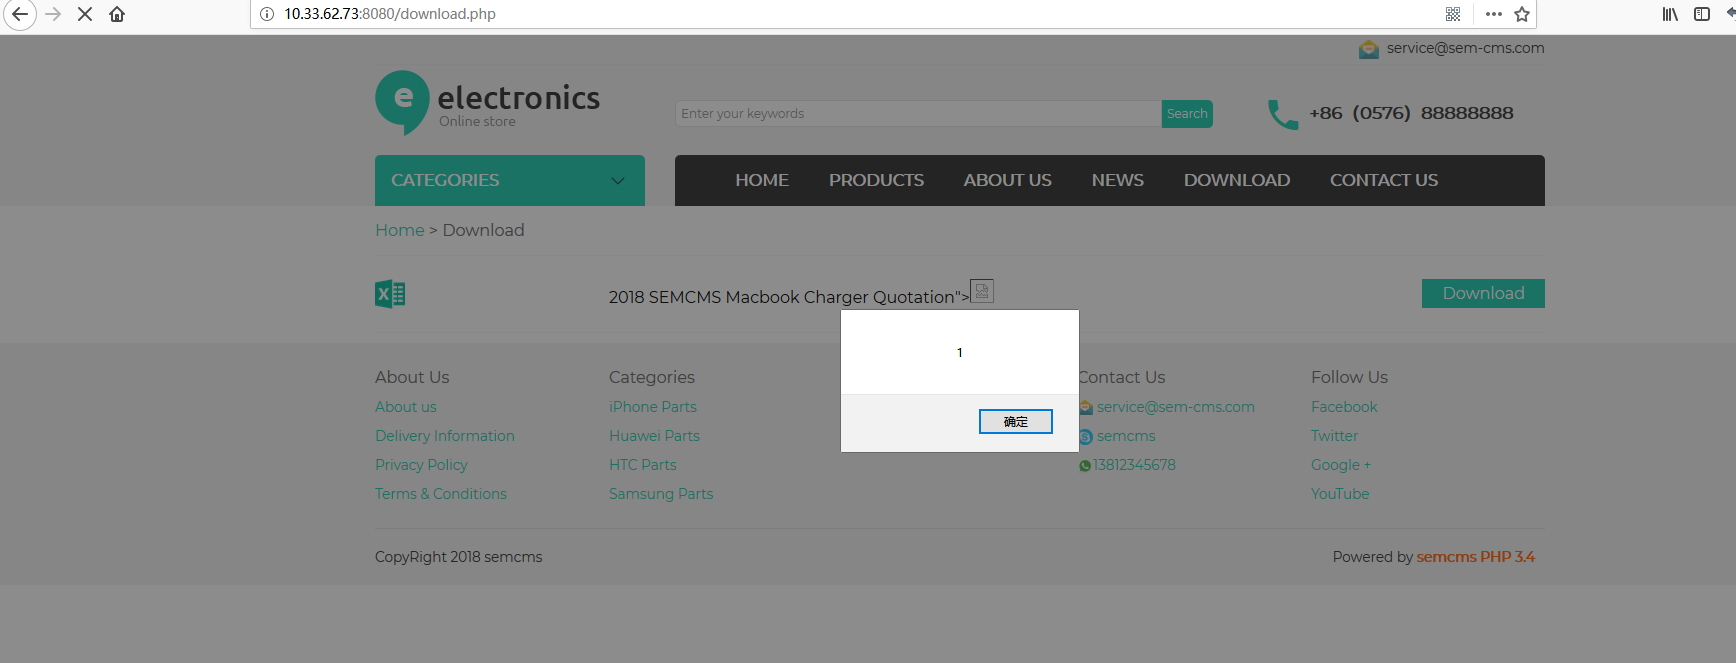 10.33.62.73:8080/download.php
service@sem-cms.com
e electronics
Online store
Enter your keywords
Search
+86 (0576) 88888888
CATEGORIES
HOME PRODUCTS ABOUT US NEWS DOWNLOAD CONTACT US
Home > Download
2018 SEMCMS Macbook Charger Quotation">
Download
1
确定
About Us
About us
Delivery Information
Privacy Policy
Terms & Conditions
Categories
iPhone Parts
Huawei Parts
HTC Parts
Samsung Parts
Contact Us
service@sem-cms.com
semcms
13812345678
Follow Us
Facebook
Twitter
Google +
YouTube
CopyRight 2018 semcms
Powered by semcms PHP 3.4